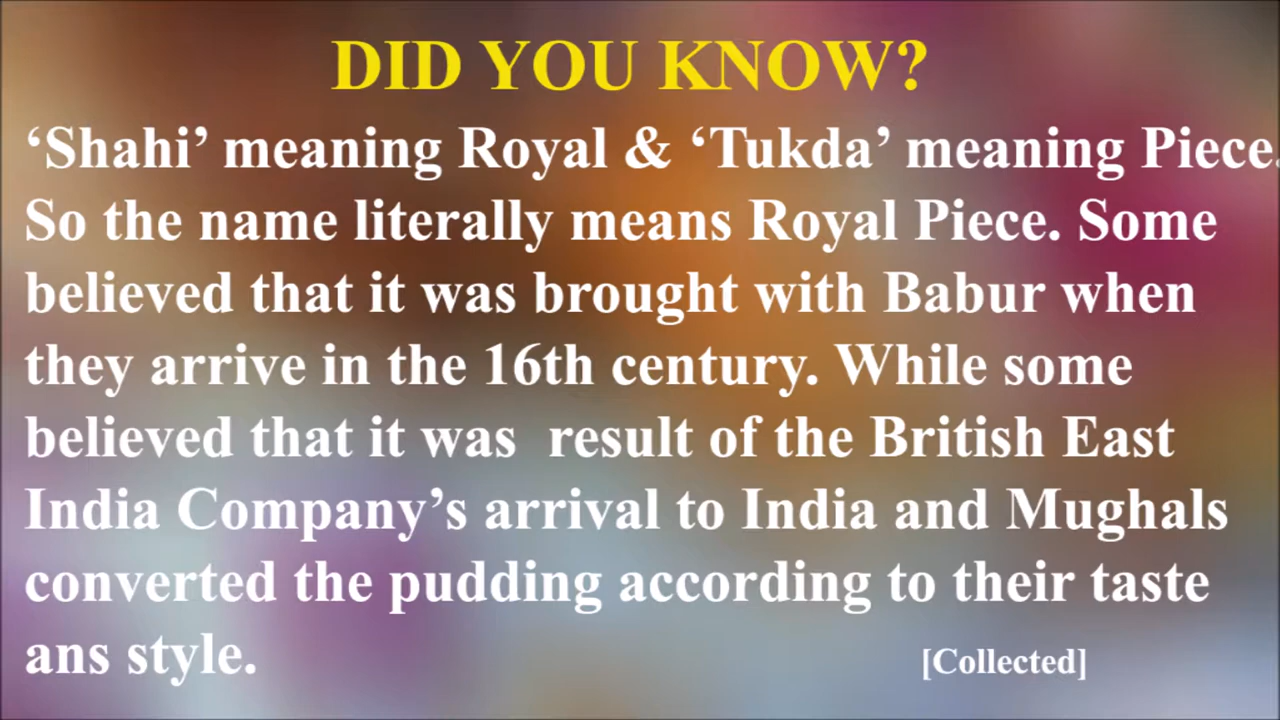 DID YOU KNOW?
‘Shahi’ meaning Royal & ‘Tukda’ meaning Piece.
So the name literally means Royal Piece. Some
believed that it was brought with Babur when
they arrive in the 16th century. While some
believed that it was  result of the British East
India Company’s arrival to India and Mughals
converted the pudding according to their taste
ans style.
[Collected]